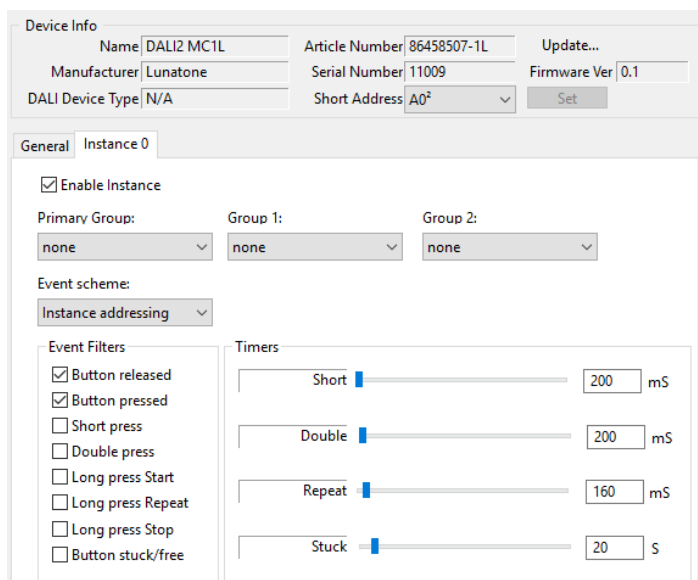 Device Info
Name DALI2 MC1L Article Number 86458507-1L Update...
Manufacturer Lunatone Serial Number 11009 Firmware Ver 0.1
DALI Device Type N/A Short Address A0² Set
General Instance 0
Enable Instance
Primary Group: Group 1: Group 2:
none none none
Event scheme:
Instance addressing
Event Filters Timers
Button released Short 200 mS
Button pressed
Short press
Double press Double 200 mS
Long press Start
Long press Repeat Repeat 160 mS
Long press Stop
Button stuck/free Stuck 20 S